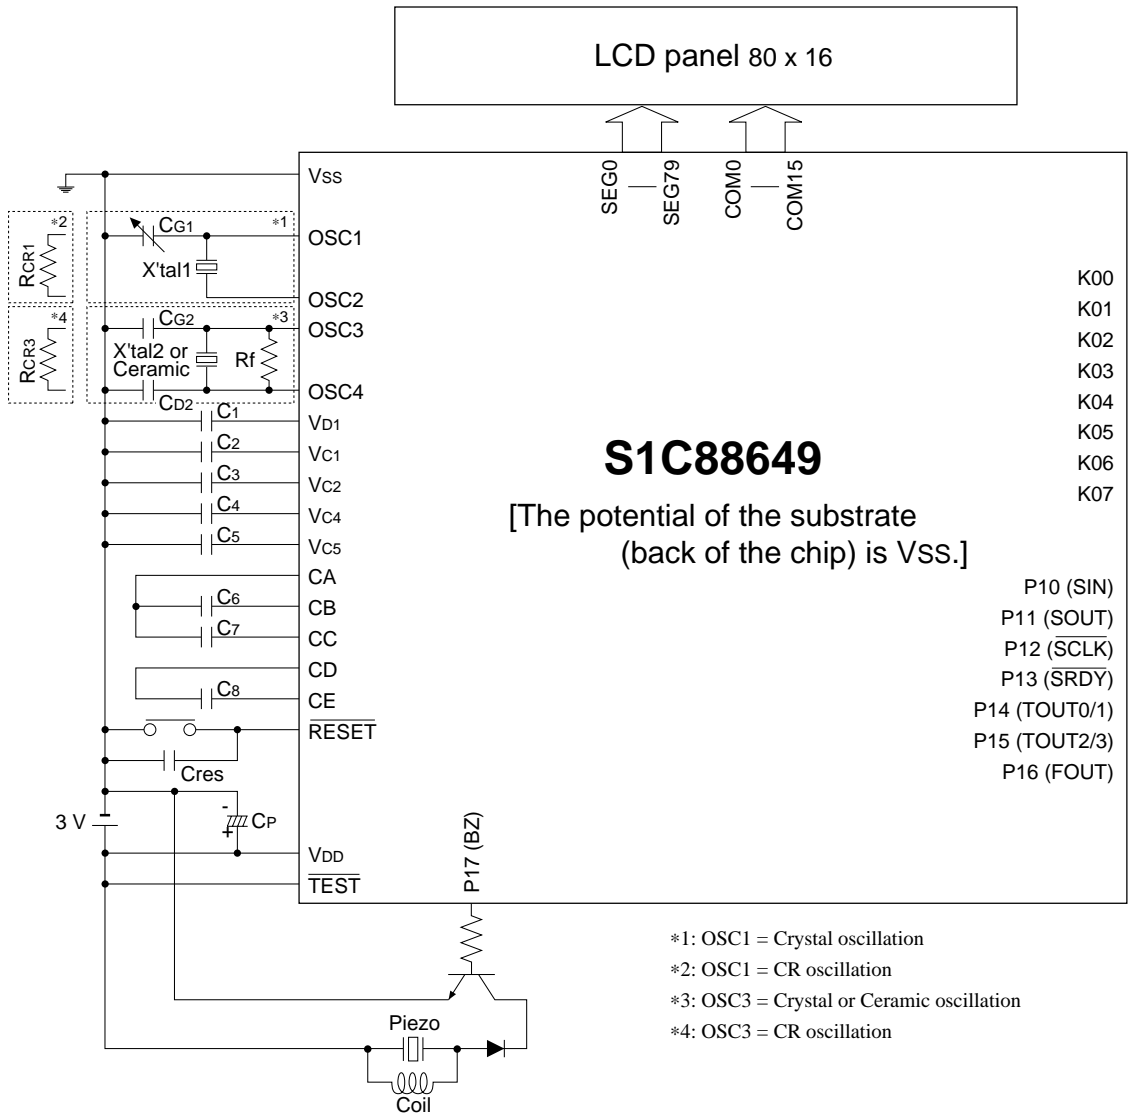 LCD panel 80 x 16
SEG0
SEG79
COM0
COM15
VSS
*2
*1
CG1
OSC1
RCR1
X'tal1
OSC2
*4
*3
CG2
OSC3
RCR3
X'tal2 or
Ceramic
Rf
OSC4
CD2
C1
VD1
C2
VC1
C3
VC2
C4
VC4
C5
VC5
CA
C6
CB
C7
CC
CD
C8
CE
RESET
Cres
3 V
-
+
CP
VDD
TEST
S1C88649
[The potential of the substrate
(back of the chip) is VSS.]
K00
K01
K02
K03
K04
K05
K06
K07
P10 (SIN)
P11 (SOUT)
P12 (SCLK)
P13 (SRDY)
P14 (TOUT0/1)
P15 (TOUT2/3)
P16 (FOUT)
P17 (BZ)
Piezo
Coil
*1: OSC1 = Crystal oscillation
*2: OSC1 = CR oscillation
*3: OSC3 = Crystal or Ceramic oscillation
*4: OSC3 = CR oscillation